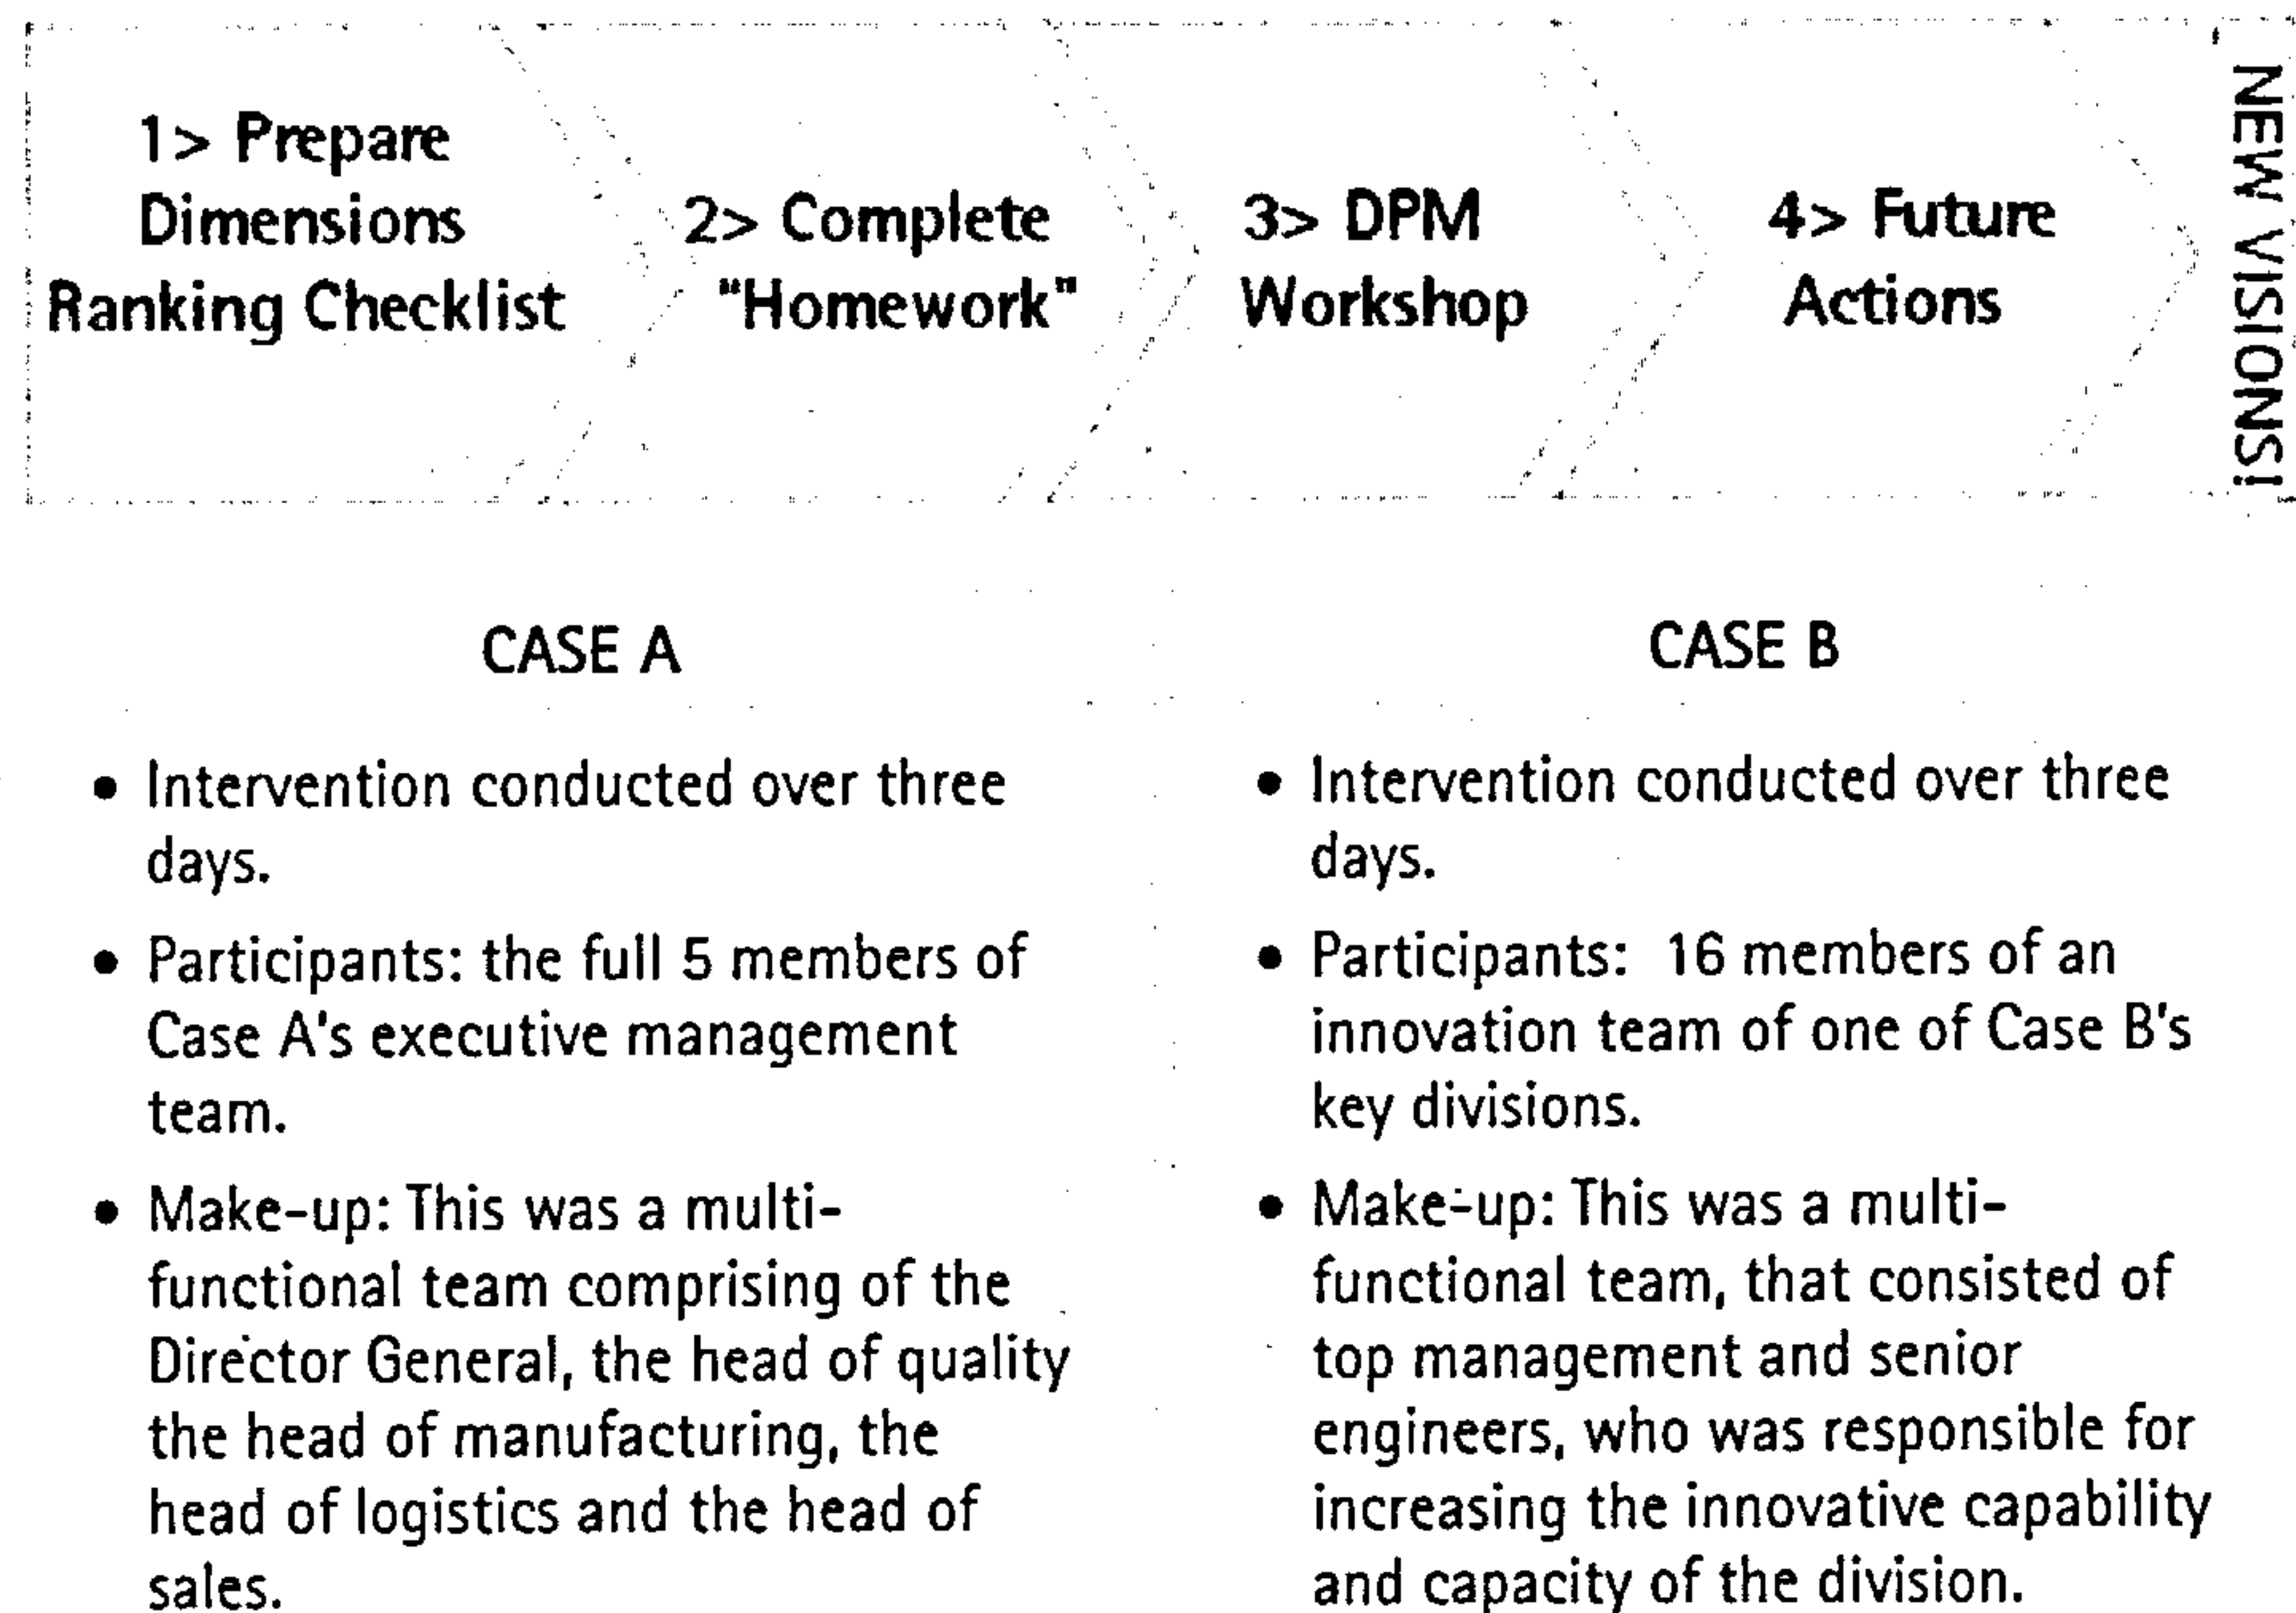 1> Prepare
Dimensions
Ranking Checklist
2> Complete
"Homework"
3> DPM
Workshop
4> Future
Actions
NEW VISIONS!
CASE A
• Intervention conducted over three
days.
• Participants: the full 5 members of
Case A's executive management
team.
• Make-up: This was a multi-
functional team comprising of the
Director General, the head of quality
the head of manufacturing, the
head of logistics and the head of
sales.
CASE B
• Intervention conducted over three
days.
• Participants: 16 members of an
innovation team of one of Case B's
key divisions.
• Make-up: This was a multi-
functional team, that consisted of
top management and senior
engineers, who was responsible for
increasing the innovative capability
and capacity of the division.